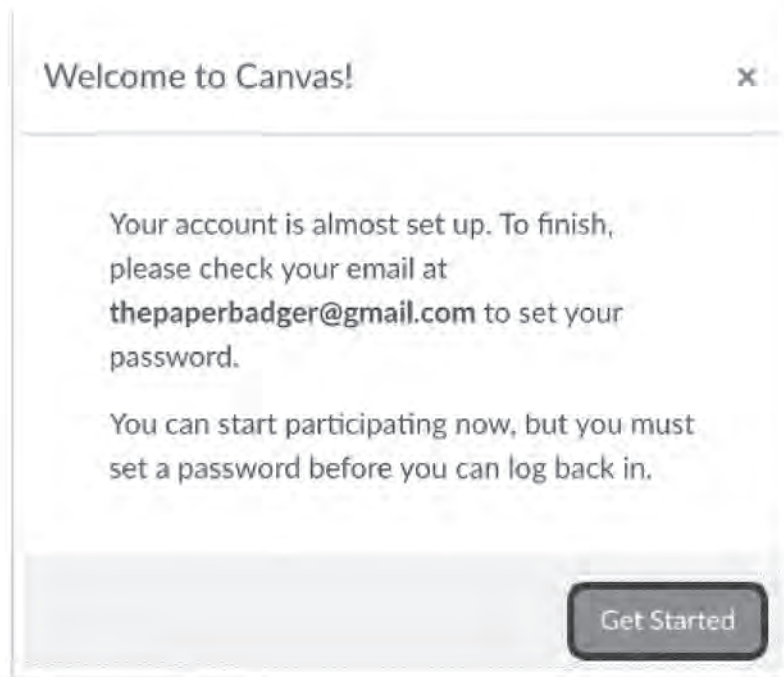 Welcome to Canvas!
×
Your account is almost set up. To finish,
please check your email at
thepaperbadger@gmail.com to set your
password.
You can start participating now, but you must
set a password before you can log back in.
Get Started